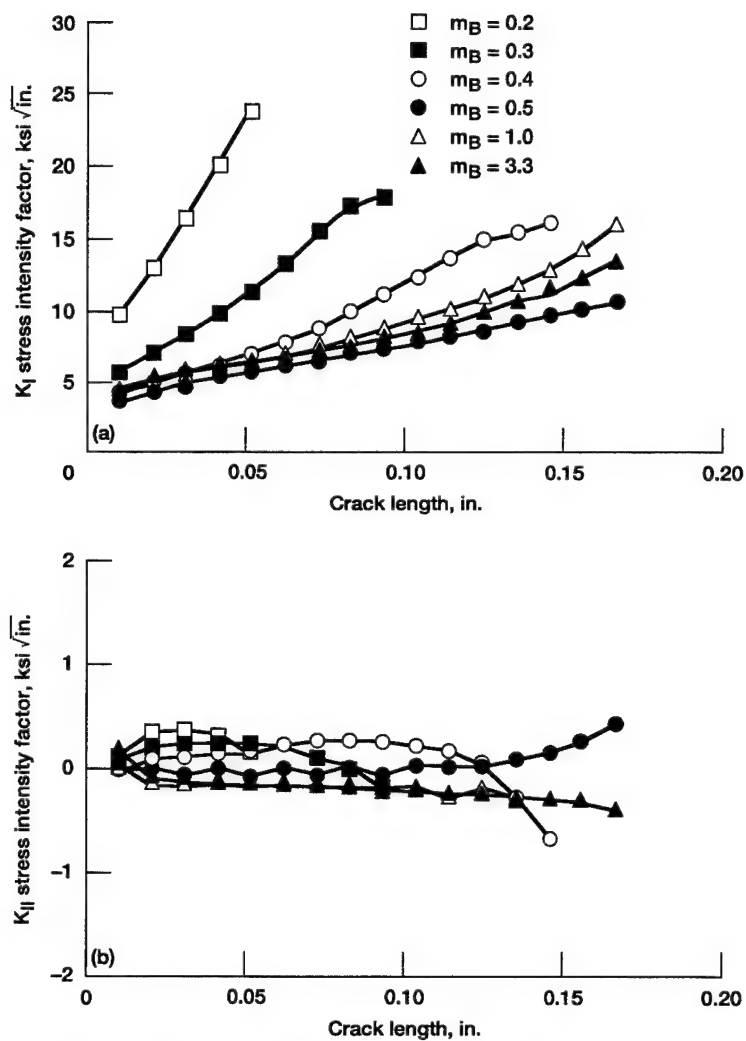 30
25
20
15
10
5
0
K_I stress intensity factor, ksi √in.
m_B = 0.2
m_B = 0.3
m_B = 0.4
m_B = 0.5
m_B = 1.0
m_B = 3.3
(a)
0.05
0.10
0.15
0.20
Crack length, in.
2
1
0
−1
−2
K_II stress intensity factor, ksi √in.
(b)
0
0.05
0.10
0.15
0.20
Crack length, in.